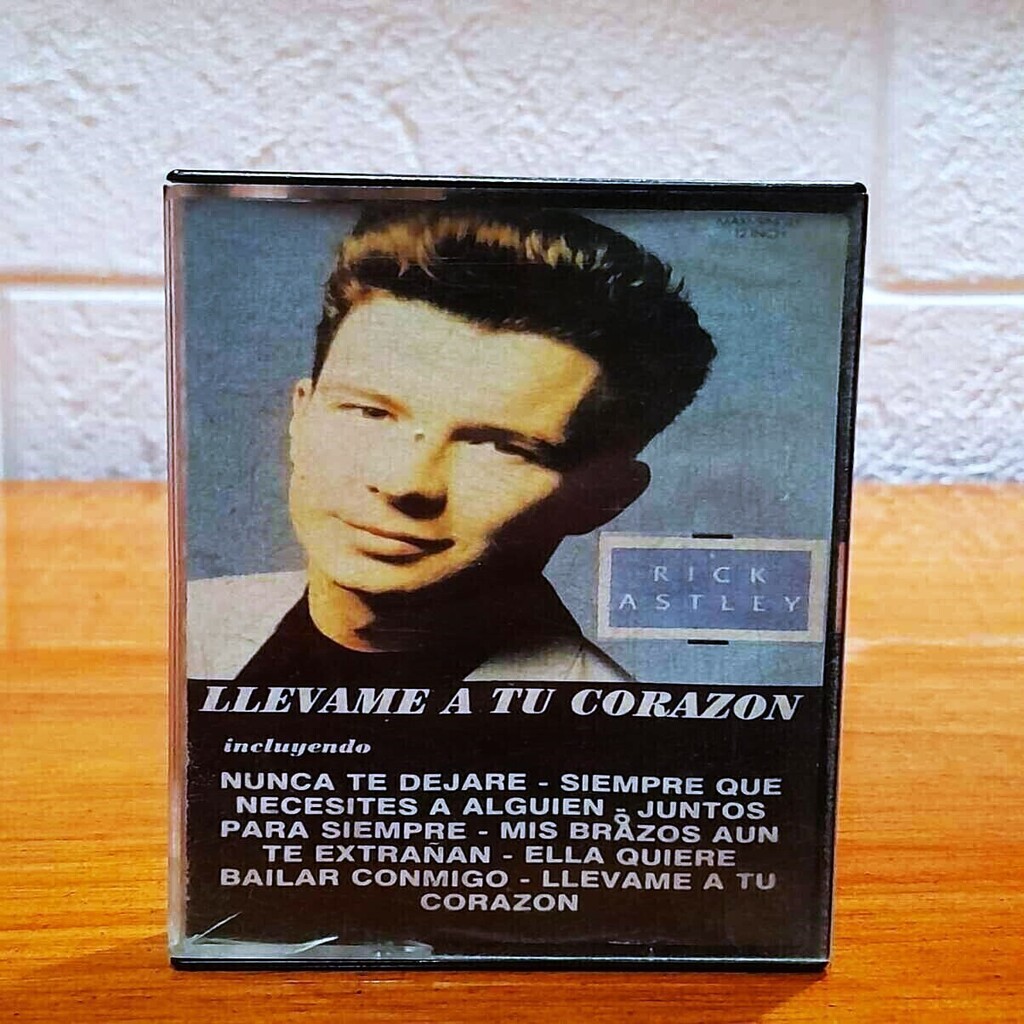 RICK
ASTLEY
LLEVAME A TU CORAZON
incluyendo
NUNCA TE DEJARE - SIEMPRE QUE
NECESITES A ALGUIEN - JUNTOS
PARA SIEMPRE - MIS BRAZOS AUN
TE EXTRAÑAN - ELLA QUIERE
BAILAR CONMIGO - LLEVAME A TU
CORAZON